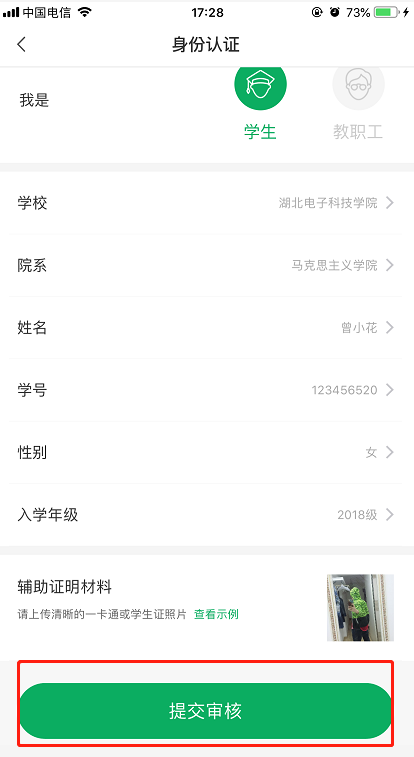 中国电信 17:28 73%
身份认证
我是
学生 教职工
学校 湖北电子科技学院
院系 马克思主义学院
姓名 曾小花
学号 123456520
性别 女
入学年级 2018级
辅助证明材料
请上传清晰的一卡通或学生证照片 查看示例
提交审核